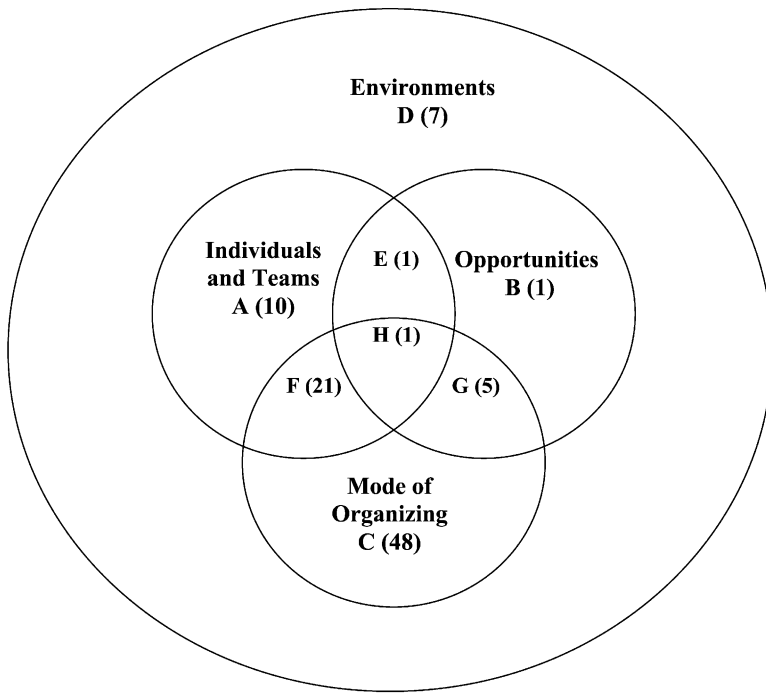 Environments
D (7)
Individuals
and Teams
A (10)
E (1)
Opportunities
B (1)
H (1)
F (21)
G (5)
Mode of
Organizing
C (48)